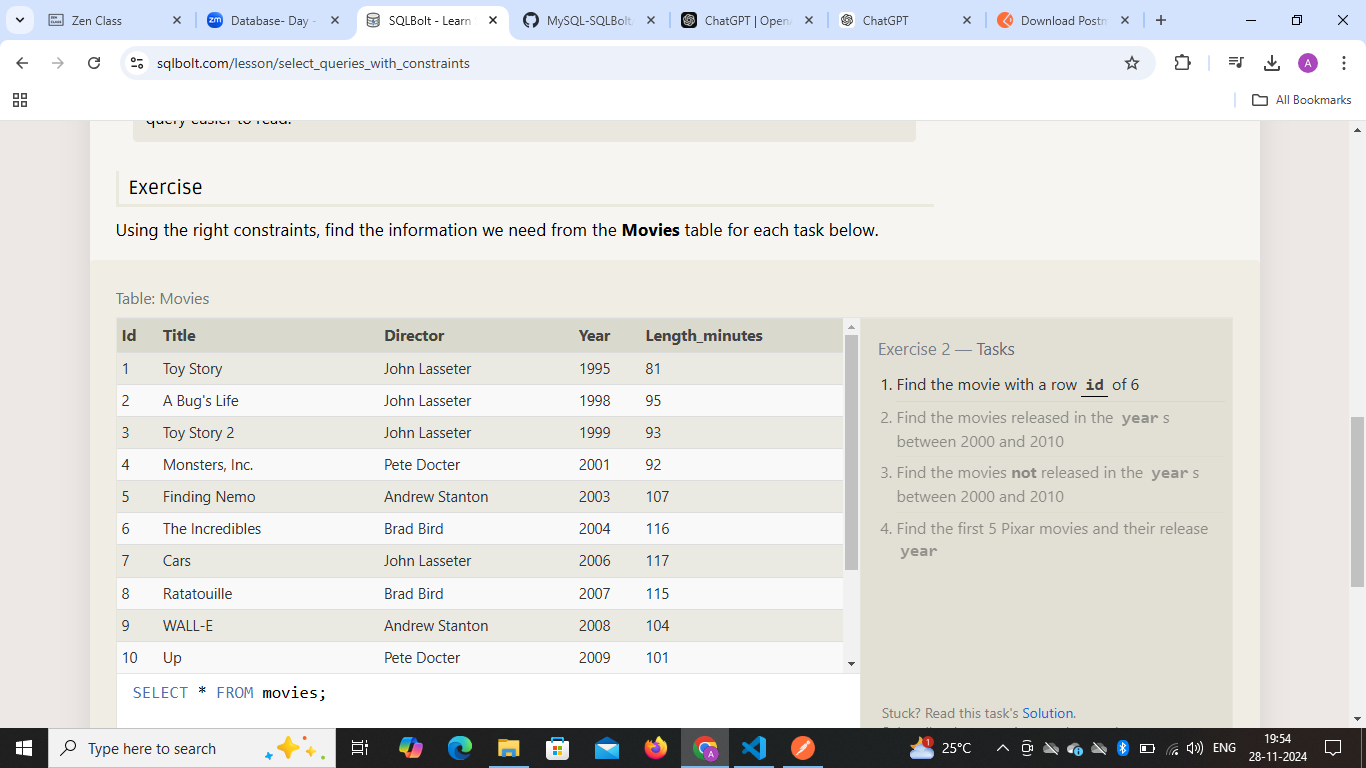 Zen Class
Database- Day -
SQLBolt - Learn
MySQL-SQLBolt
ChatGPT | Open
ChatGPT
Download Postm
sqlbolt.com/lesson/select_queries_with_constraints
A
All Bookmarks
query easier to read.
Exercise
Using the right constraints, find the information we need from the Movies table for each task below.
Table: Movies
Id Title Director Year Length_minutes
1 Toy Story John Lasseter 1995 81
2 A Bug's Life John Lasseter 1998 95
3 Toy Story 2 John Lasseter 1999 93
4 Monsters, Inc. Pete Docter 2001 92
5 Finding Nemo Andrew Stanton 2003 107
6 The Incredibles Brad Bird 2004 116
7 Cars John Lasseter 2006 117
8 Ratatouille Brad Bird 2007 115
9 WALL-E Andrew Stanton 2008 104
10 Up Pete Docter 2009 101
SELECT * FROM movies;
Exercise 2 — Tasks
1. Find the movie with a row id of 6
2. Find the movies released in the year s
between 2000 and 2010
3. Find the movies not released in the year s
between 2000 and 2010
4. Find the first 5 Pixar movies and their release
year
Stuck? Read this task's Solution.
Type here to search
1
25°C
ENG
19:54
28-11-2024